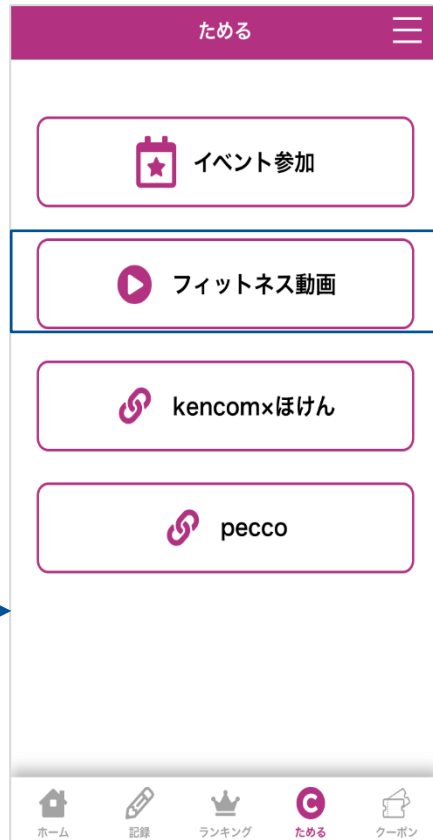 ためる
イベント参加
フィットネス動画
kencom×ほけん
pecco
ホーム 記録 ランキング ためる クーポン